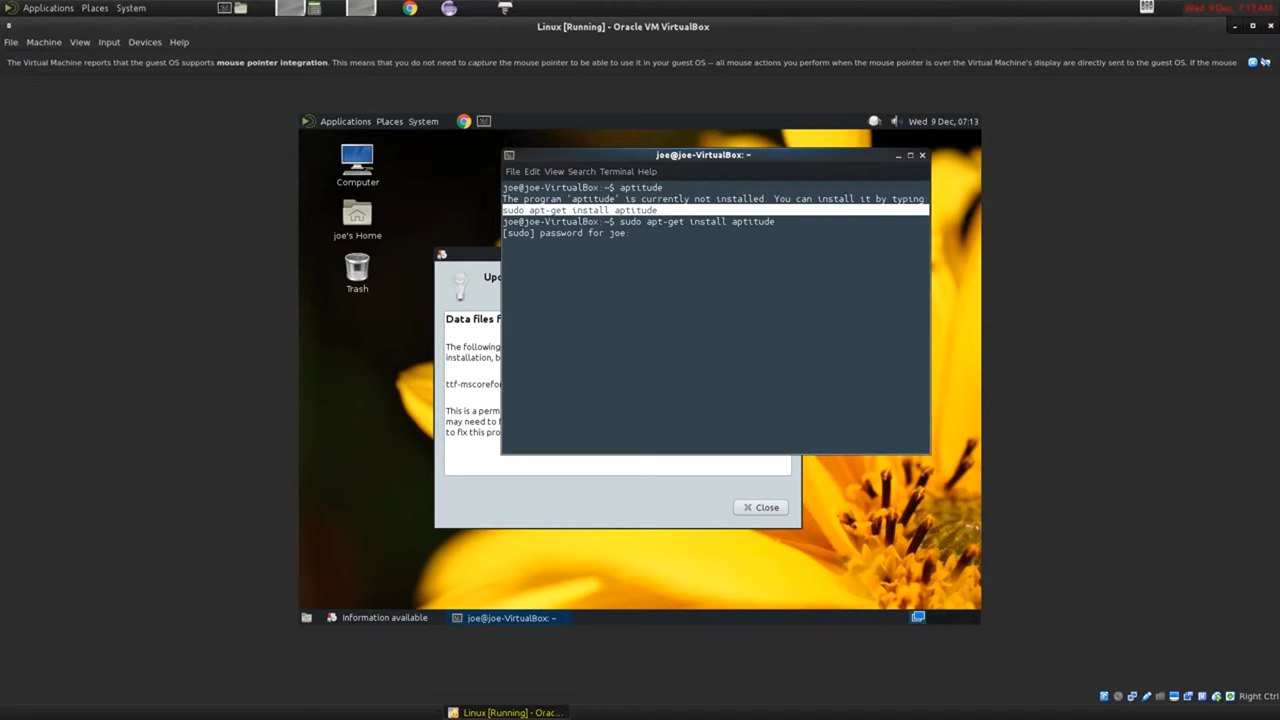 Applications Places System
Wed 9 Dec, 7:13 AM
Linux [Running] - Oracle VM VirtualBox
File Machine View Input Devices Help
The Virtual Machine reports that the guest OS supports mouse pointer integration. This means that you do not need to capture the mouse pointer to be able to use it in your guest OS -- all mouse actions you perform when the mouse pointer is over the Virtual Machine's display are directly sent to the guest OS. If the mouse
Applications Places System
Wed 9 Dec, 07:13
Computer
joe's Home
Trash
joe@joe-VirtualBox: ~
File Edit View Search Terminal Help
joe@joe-VirtualBox:~$ aptitude
The program 'aptitude' is currently not installed. You can install it by typing:
sudo apt-get install aptitude
joe@joe-VirtualBox:~$ sudo apt-get install aptitude
[sudo] password for joe:
Upd
Data files f
The following
installation, b
ttf-mscorefon
This is a perm
may need to f
to fix this pro
Close
Information available
joe@joe-VirtualBox: ~
Right Ctrl
Linux [Running] - Orac...